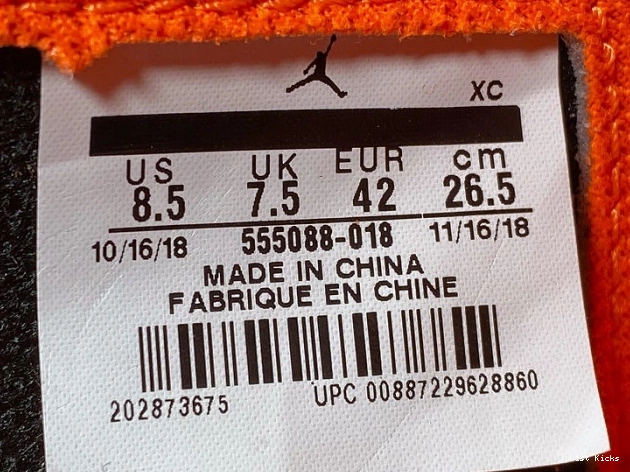 XC
US UK EUR cm
8.5 7.5 42 26.5
10/16/18 555088-018 11/16/18
MADE IN CHINA
FABRIQUE EN CHINE
202873675 UPC 00887229628860
Kicks